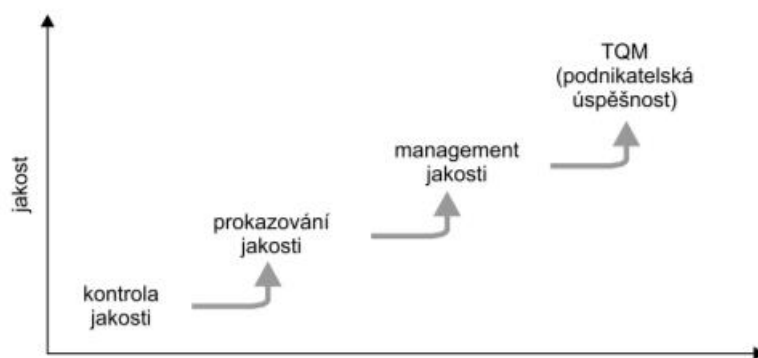 TQM
(podnikatelská
úspěšnost)
management
jakosti
prokazování
jakosti
kontrola
jakosti
jakost